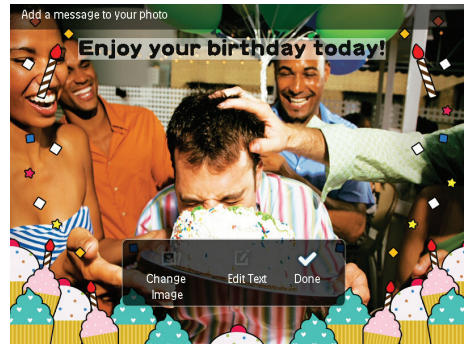 Add a message to your photo
Enjoy your birthday today!
Change
Image
Edit Text
Done